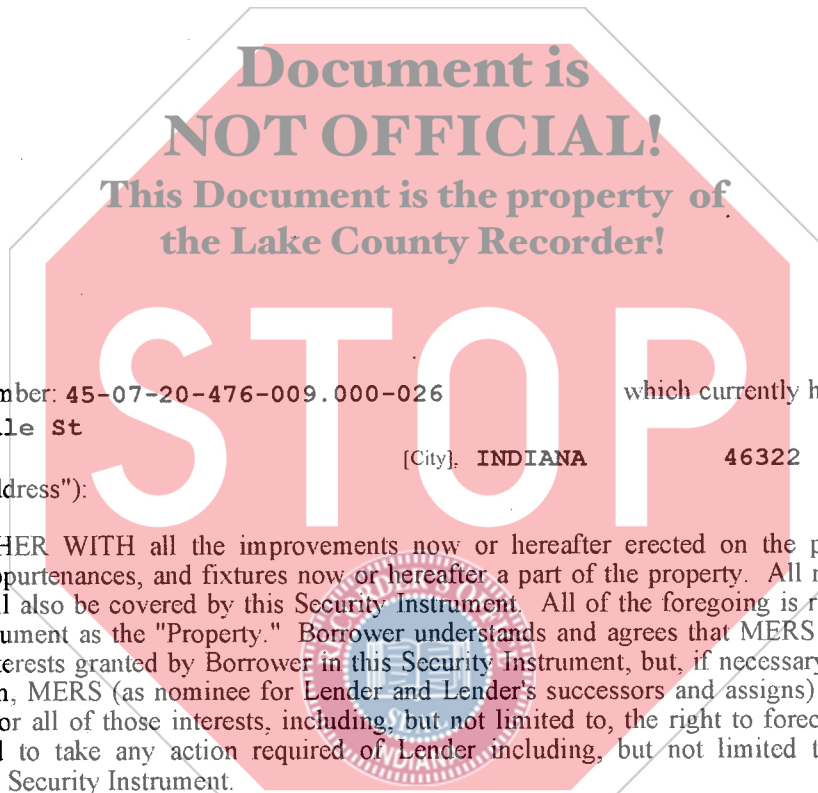 Document is
NOT OFFICIAL!
This Document is the property of
the Lake County Recorder!
STOP
mber: 45-07-20-476-009.000-026 which currently h
le St
[City], INDIANA 46322
ddress"):
HER WITH all the improvements now or hereafter erected on the p
ppurtenances, and fixtures now or hereafter a part of the property. All r
l also be covered by this Security Instrument. All of the foregoing is r
ument as the "Property." Borrower understands and agrees that MERS
terests granted by Borrower in this Security Instrument, but, if necessary
n, MERS (as nominee for Lender and Lender's successors and assigns)
or all of those interests, including, but not limited to, the right to forec
d to take any action required of Lender including, but not limited t
Security Instrument.